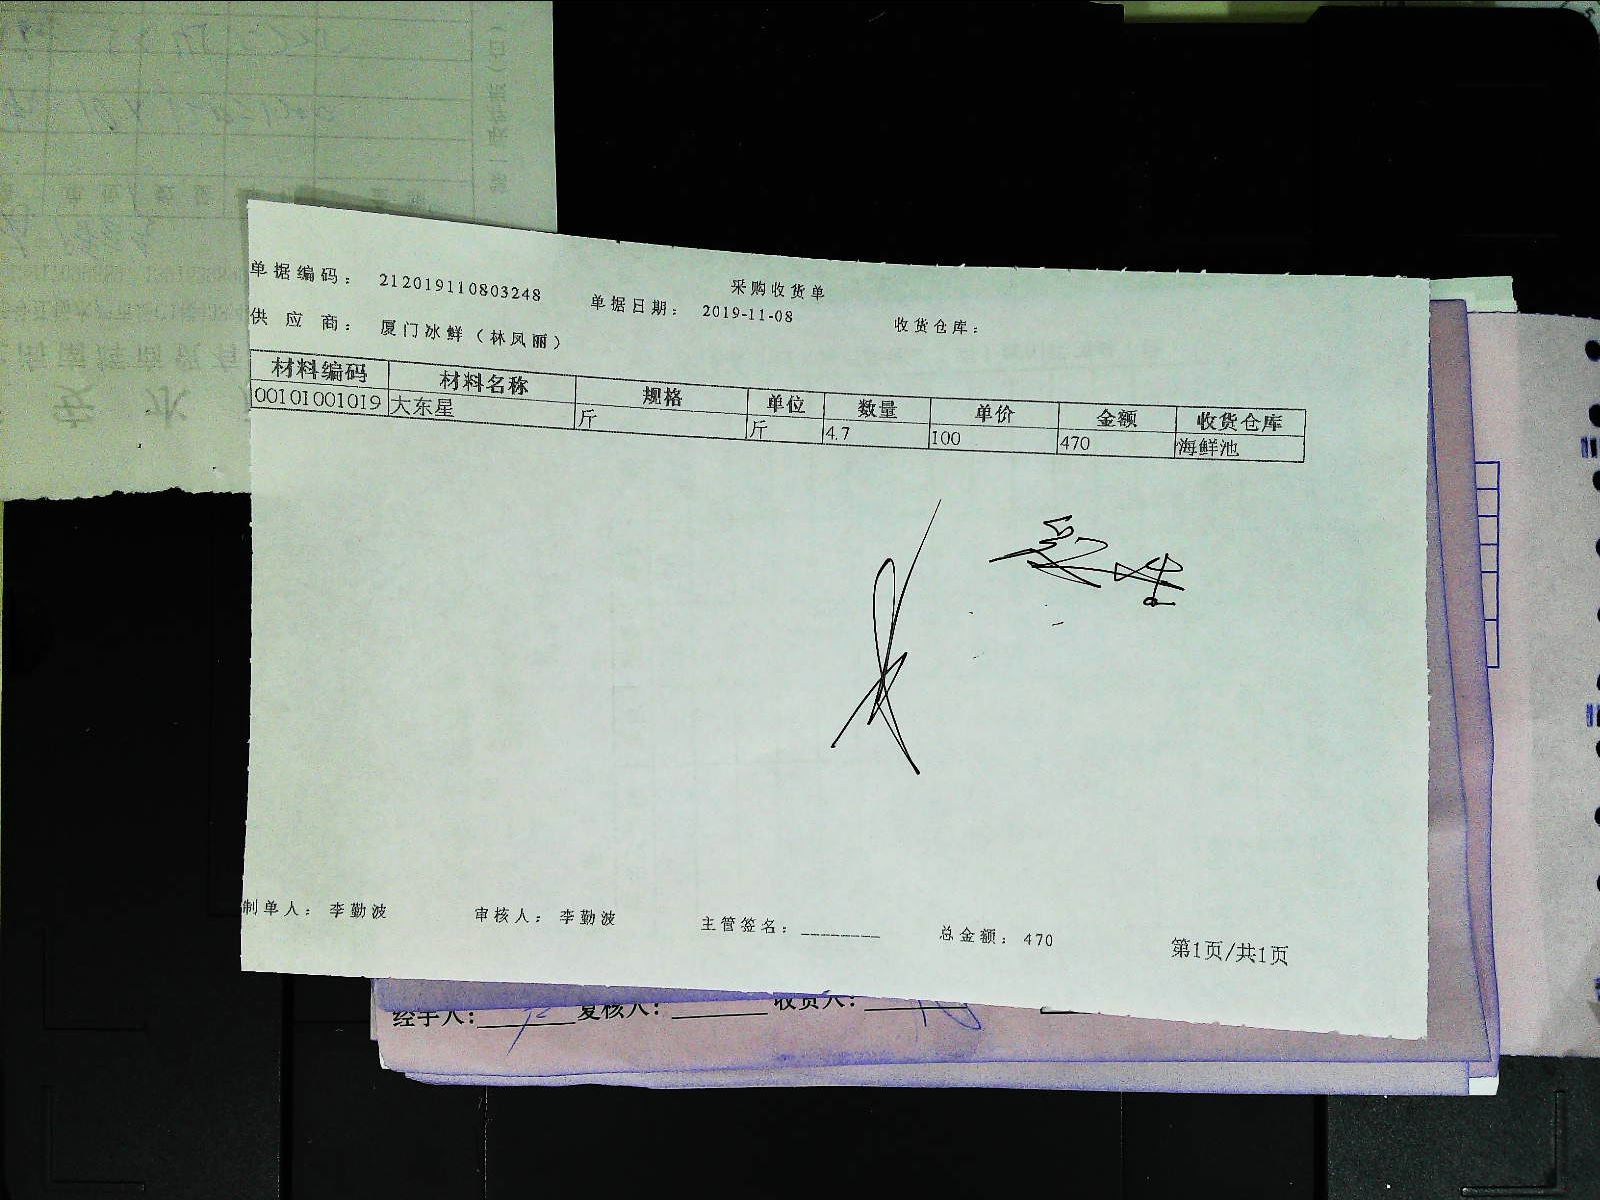 采购收货单
单据编码： 212019110803248 单据日期： 2019-11-08 收货仓库：
供 应 商： 厦门冰鲜（林凤丽）
材料编码 材料名称 规格 单位 数量 单价 金额 收货仓库
00101001019 大东星 斤 斤 4.7 100 470 海鲜池
制单人： 李勤波 审核人： 李勤波 主管签名：________ 总金额： 470 第1页/共1页
经手人： 复核人： 收货人：